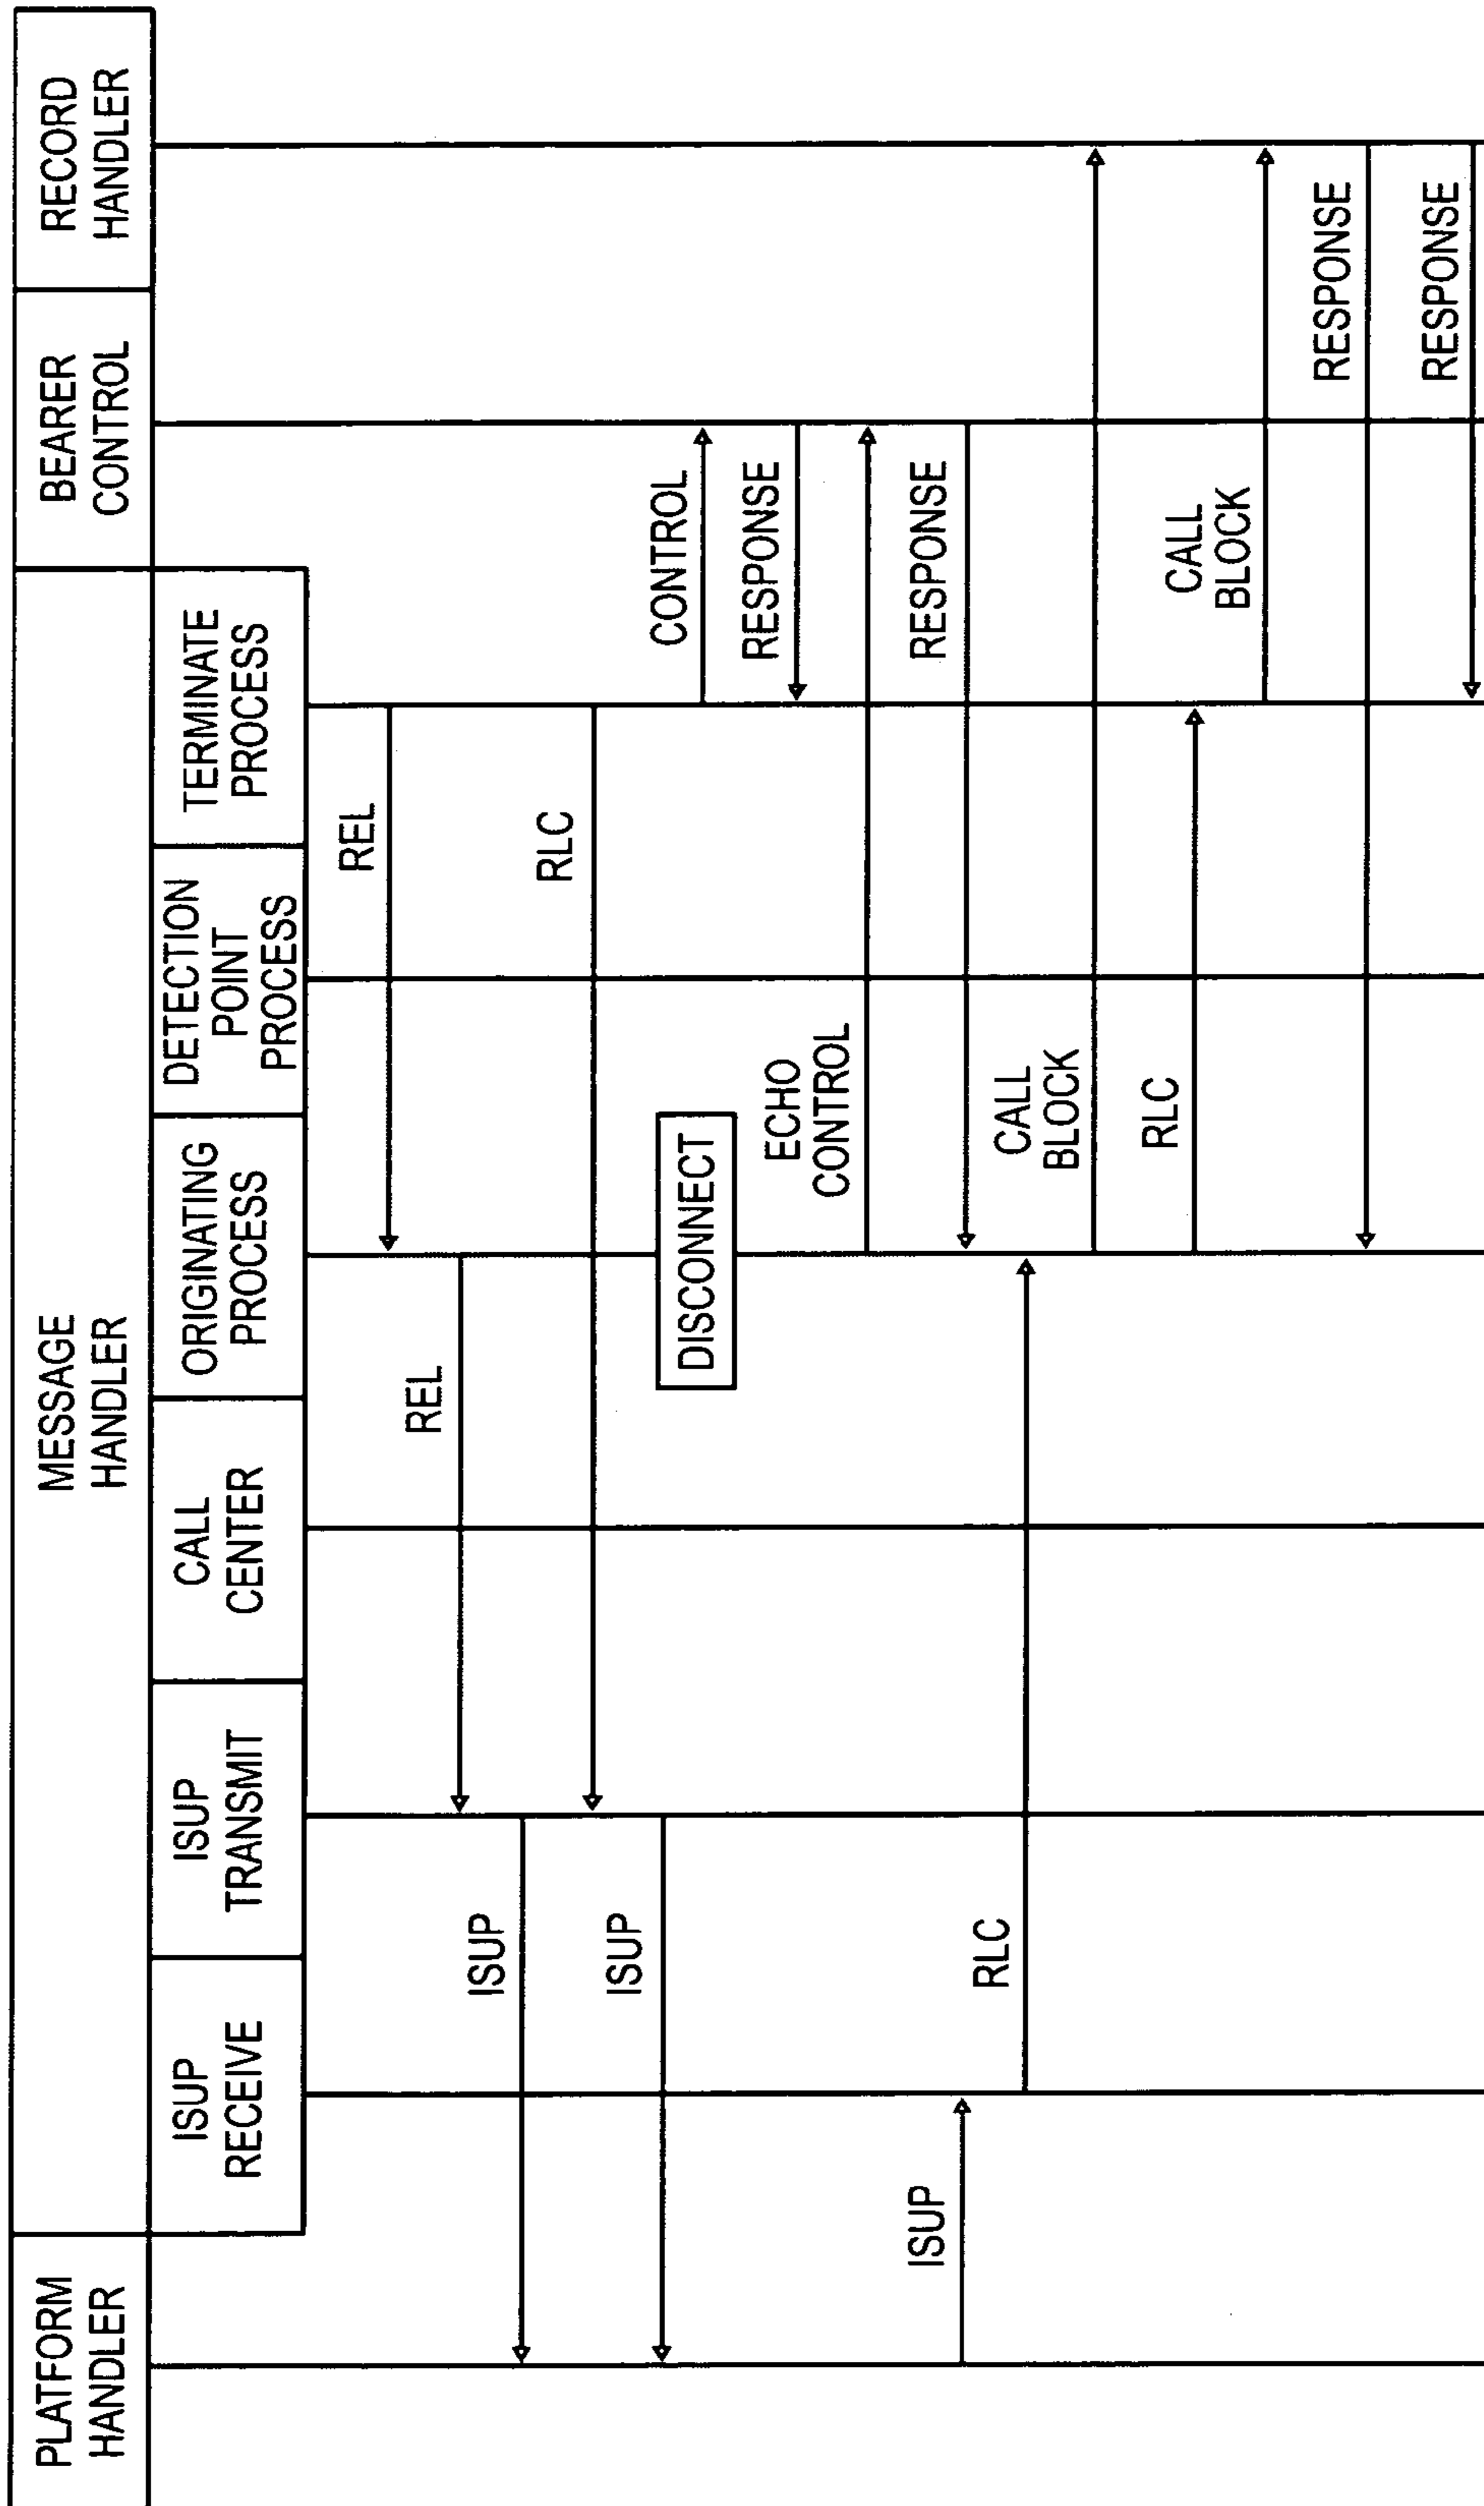 PLATFORM
HANDLER
MESSAGE
HANDLER
BEARER
CONTROL
RECORD
HANDLER
ISUP
RECEIVE
ISUP
TRANSMIT
CALL
CENTER
ORIGINATING
PROCESS
DETECTION
POINT
PROCESS
TERMINATE
PROCESS
REL
REL
ISUP
RLC
ISUP
CONTROL
DISCONNECT
RESPONSE
ECHO
CONTROL
RESPONSE
ISUP
RLC
CALL
BLOCK
RLC
CALL
BLOCK
RESPONSE
RESPONSE